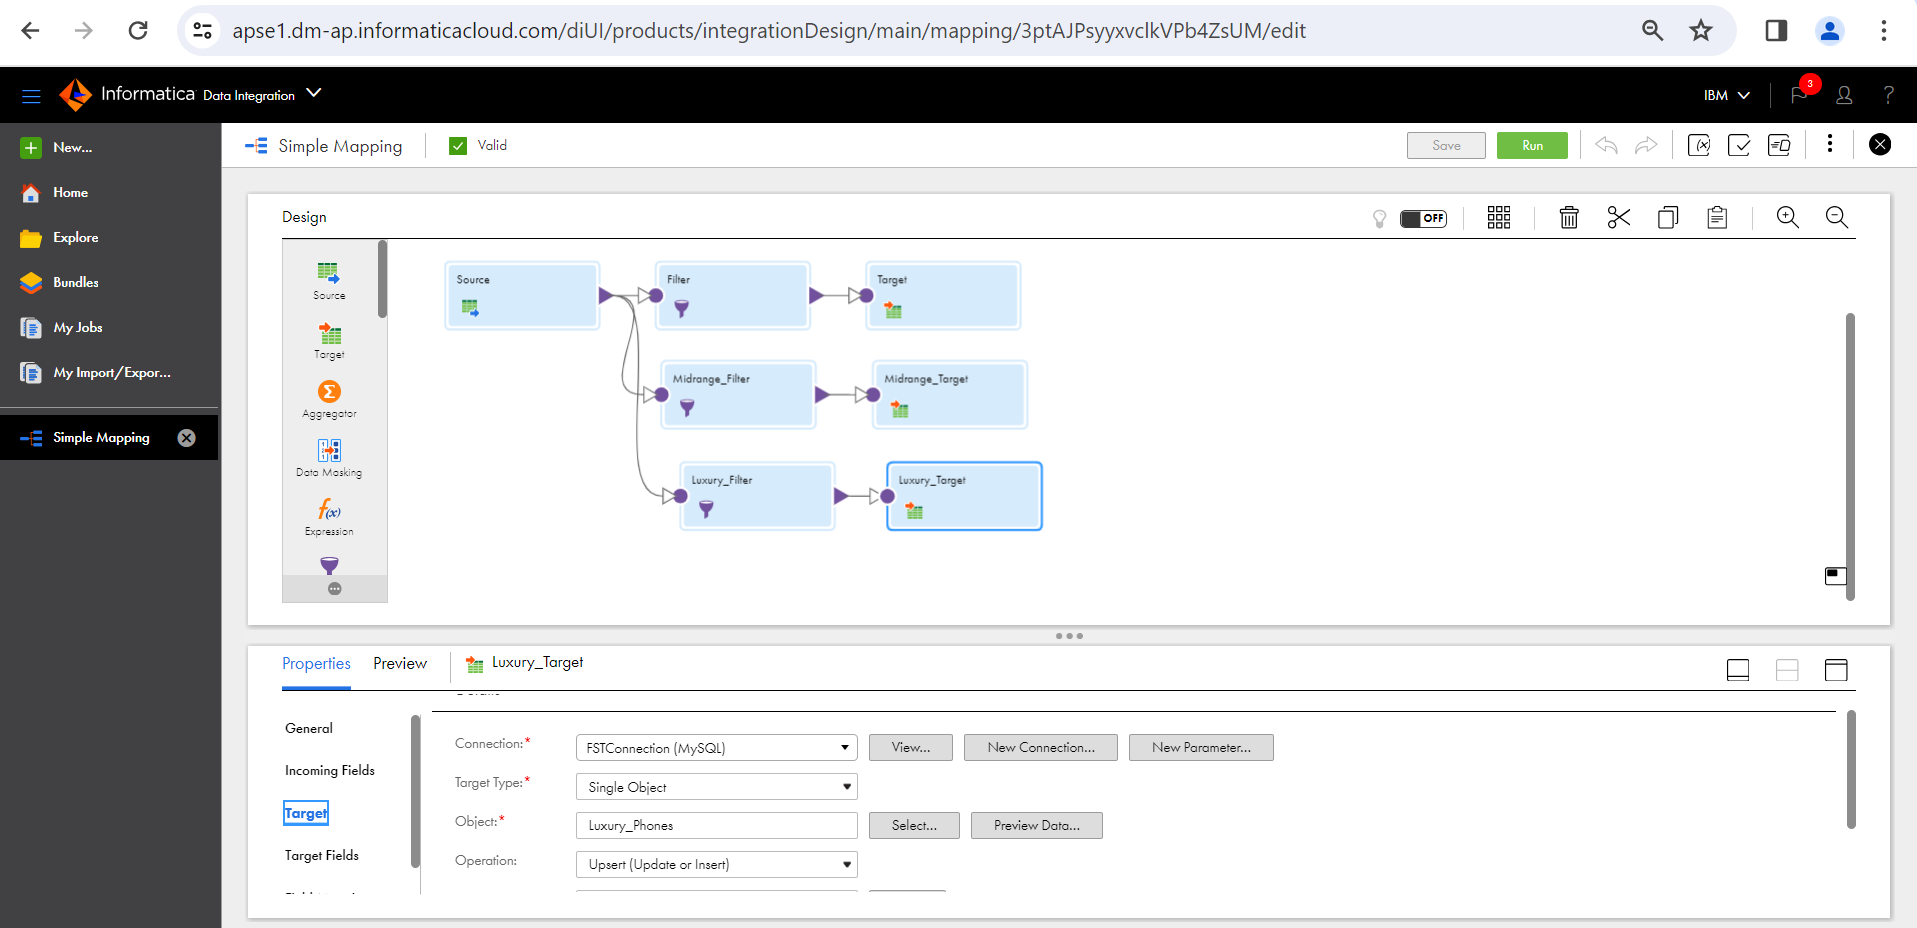 apse1.dm-ap.informaticacloud.com/diUI/products/integrationDesign/main/mapping/3ptAJPsyyxvclkVPb4ZsUM/edit
Informatica Data Integration
IBM
3
?
New...
Home
Explore
Bundles
My Jobs
My Import/Expor...
Simple Mapping
Simple Mapping
Valid
Save
Run
Design
OFF
Source
Target
Aggregator
Data Masking
Expression
Source
Filter
Target
Midrange_Filter
Midrange_Target
Luxury_Filter
Luxury_Target
Properties
Preview
Luxury_Target
General
Incoming Fields
Target
Target Fields
Connection:*
FSTConnection (MySQL)
View...
New Connection...
New Parameter...
Target Type:*
Single Object
Object:*
Luxury_Phones
Select...
Preview Data...
Operation:
Upsert (Update or Insert)